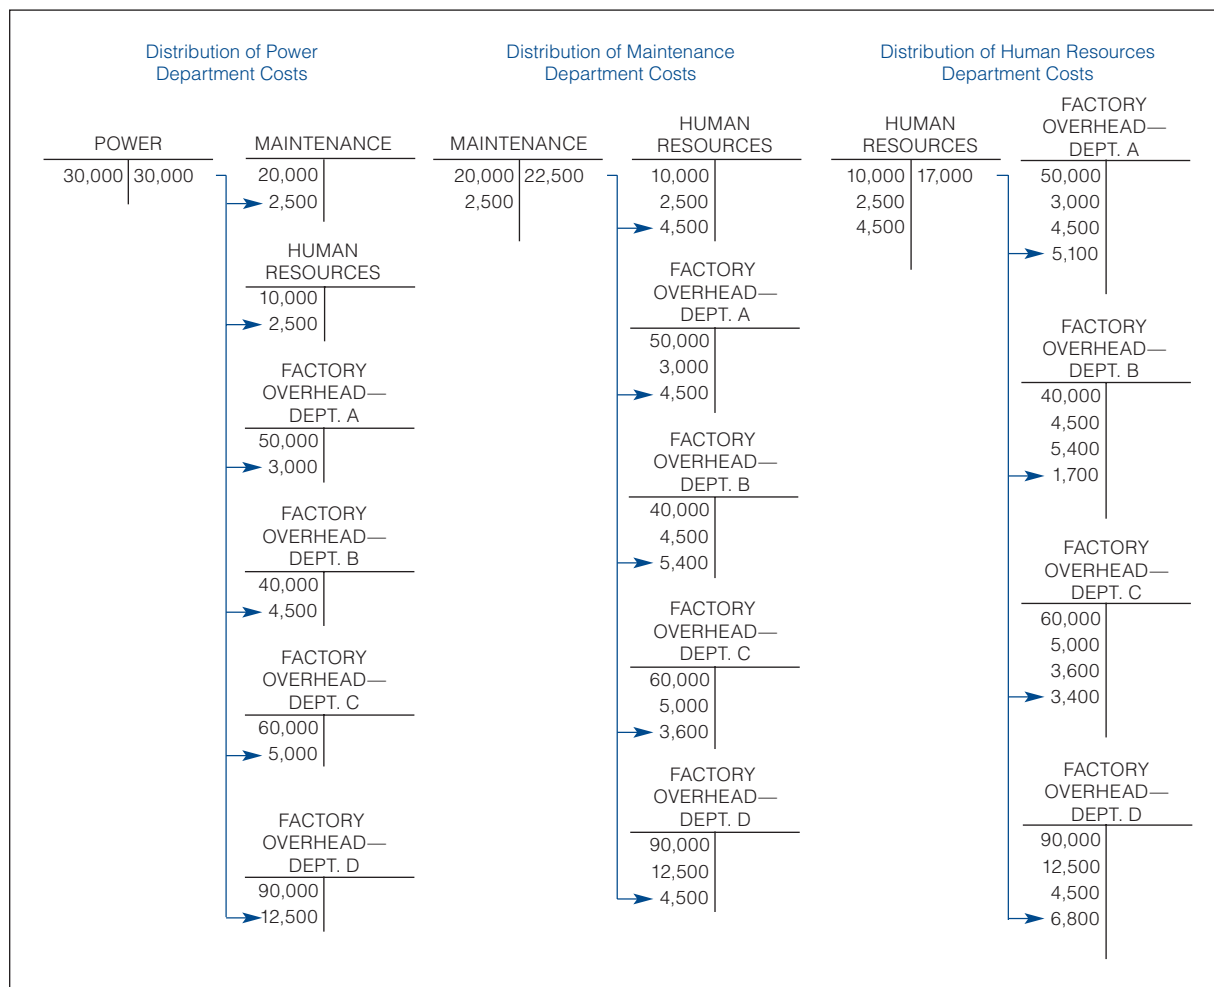 Distribution of Power
Department Costs
POWER
30,000 30,000
MAINTENANCE
20,000
2,500
HUMAN
RESOURCES
10,000
2,500
FACTORY
OVERHEAD—
DEPT. A
50,000
3,000
FACTORY
OVERHEAD—
DEPT. B
40,000
4,500
FACTORY
OVERHEAD—
DEPT. C
60,000
5,000
FACTORY
OVERHEAD—
DEPT. D
90,000
12,500
Distribution of Maintenance
Department Costs
MAINTENANCE
20,000 22,500
2,500
HUMAN
RESOURCES
10,000
2,500
4,500
FACTORY
OVERHEAD—
DEPT. A
50,000
3,000
4,500
FACTORY
OVERHEAD—
DEPT. B
40,000
4,500
5,400
FACTORY
OVERHEAD—
DEPT. C
60,000
5,000
3,600
FACTORY
OVERHEAD—
DEPT. D
90,000
12,500
4,500
Distribution of Human Resources
Department Costs
HUMAN
RESOURCES
10,000 17,000
2,500
4,500
FACTORY
OVERHEAD—
DEPT. A
50,000
3,000
4,500
5,100
FACTORY
OVERHEAD—
DEPT. B
40,000
4,500
5,400
1,700
FACTORY
OVERHEAD—
DEPT. C
60,000
5,000
3,600
3,400
FACTORY
OVERHEAD—
DEPT. D
90,000
12,500
4,500
6,800